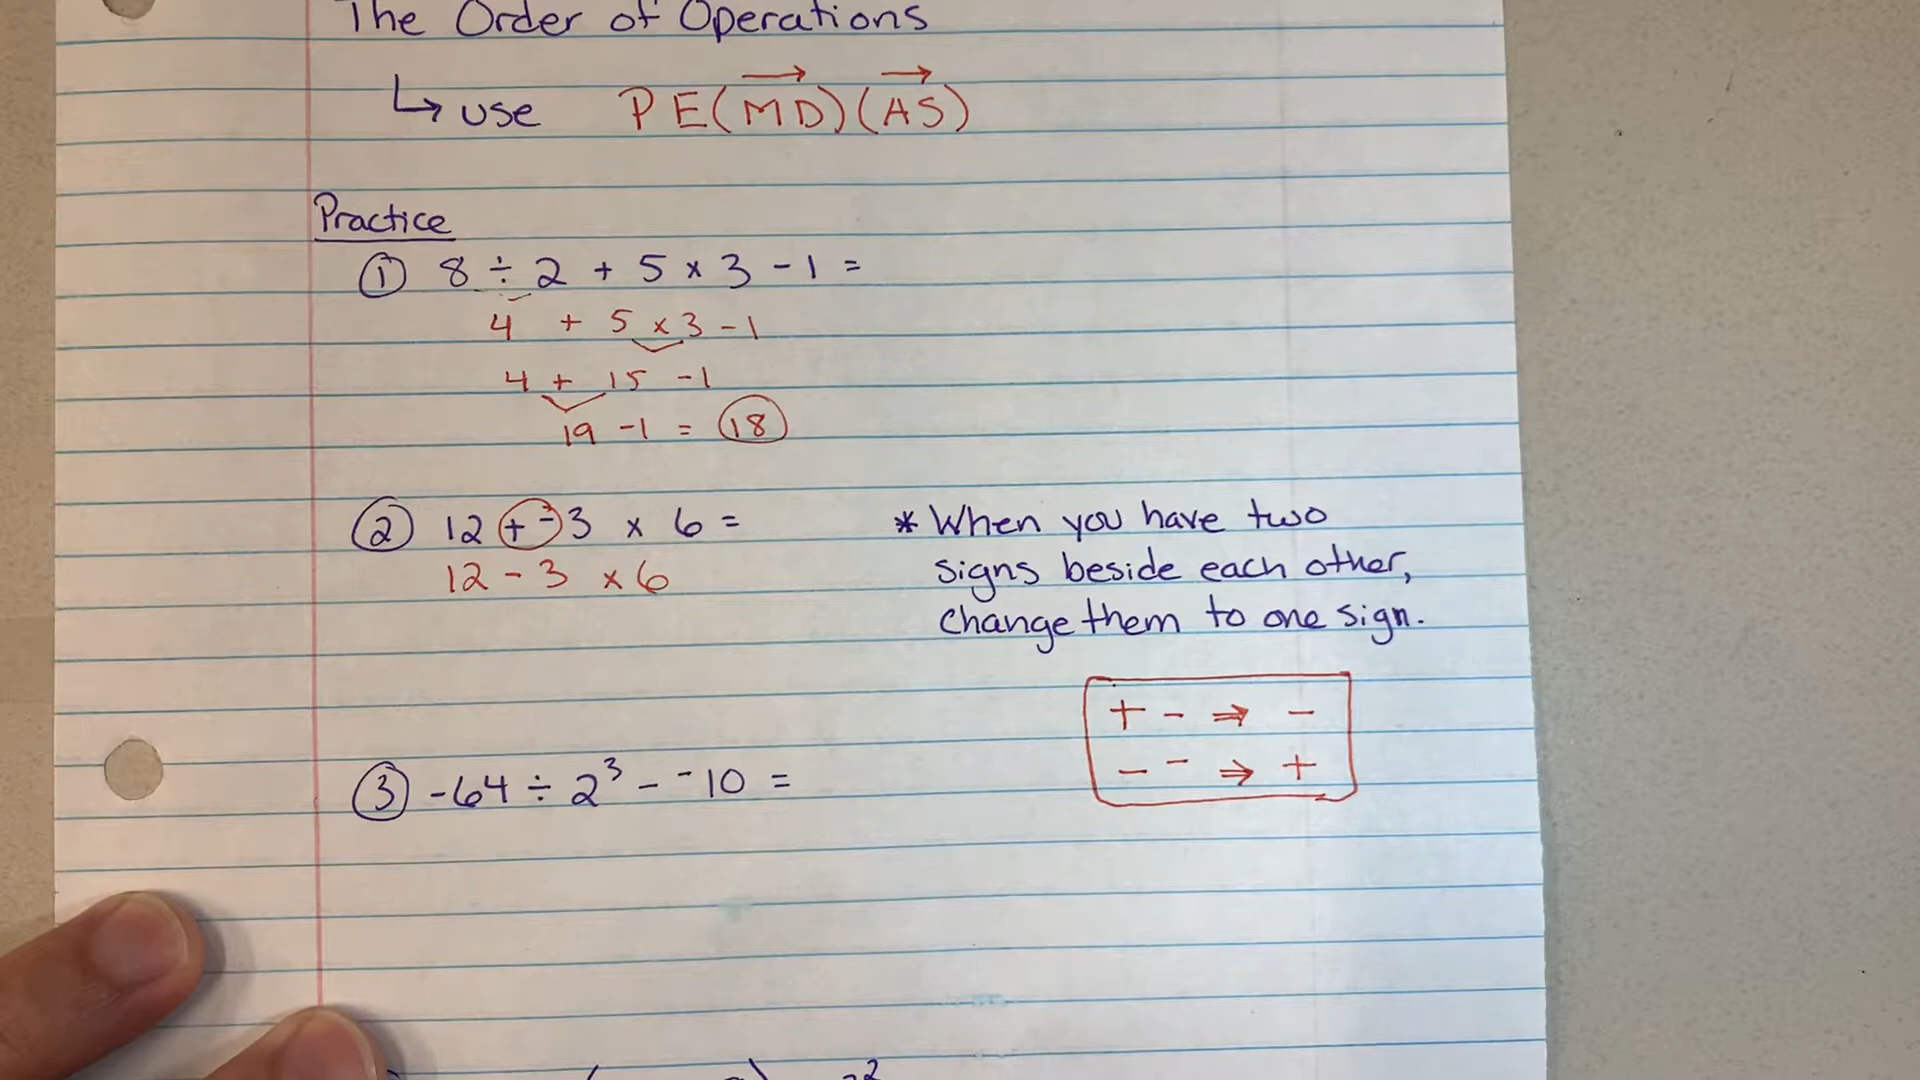 The Order of Operations
↳ use PE(MD)(AS)
Practice
① 8 ÷ 2 + 5 × 3 - 1 =
4 + 5 × 3 - 1
4 + 15 - 1
19 - 1 = 18
② 12 + -3 × 6 =
12 - 3 × 6
* When you have two
signs beside each other,
change them to one sign.
+ - ⇒ -
- - ⇒ +
③ -64 ÷ 2³ - -10 =